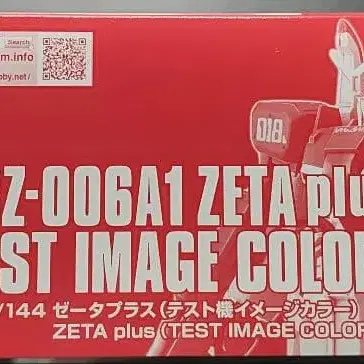 Search
m.info
bby.net/
018
Z-006A1 ZETA plu
ST IMAGE COLOR
/144 ゼータプラス(テスト機イメージカラー)
ZETA plus (TEST IMAGE COLOR